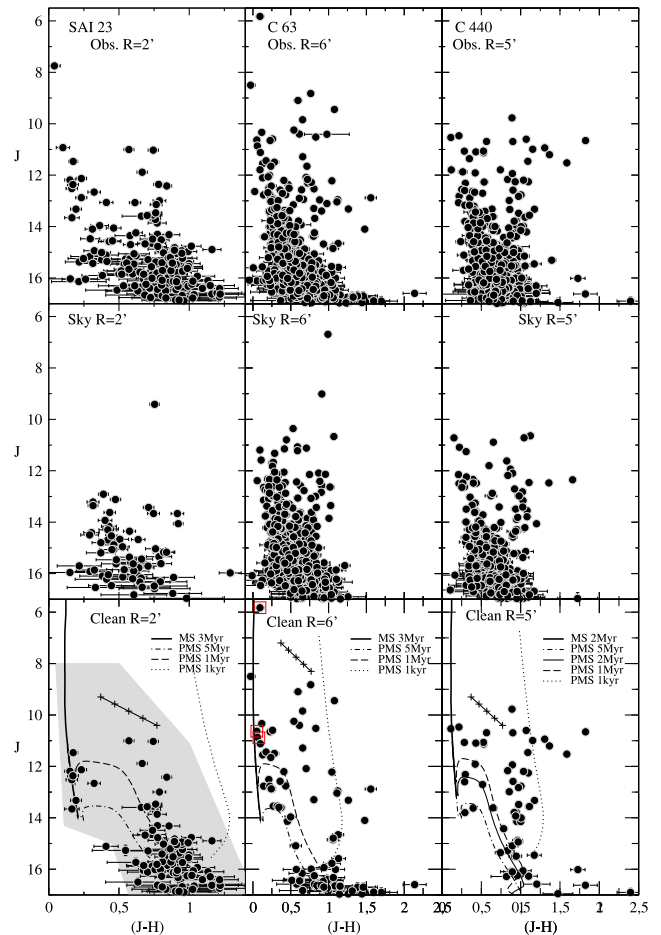 SAI 23
Obs. R=2'
C 63
Obs. R=6'
C 440
Obs. R=5'
6
8
10
J
12
14
16
Sky R=2'
Sky R=6'
Sky R=5'
6
8
10
J
12
14
16
Clean R=2'
MS 3Myr
PMS 5Myr
PMS 1Myr
PMS 1kyr
Clean R=6'
MS 3Myr
PMS 5Myr
PMS 1Myr
PMS 1kyr
Clean R=5'
MS 2Myr
PMS 5Myr
PMS 2Myr
PMS 1Myr
PMS 1kyr
6
8
10
J
12
14
16
0 0,5 1
0 0,5 1 1,5 2
0,5 1 1,5 2 2,5
(J-H) (J-H) (J-H)